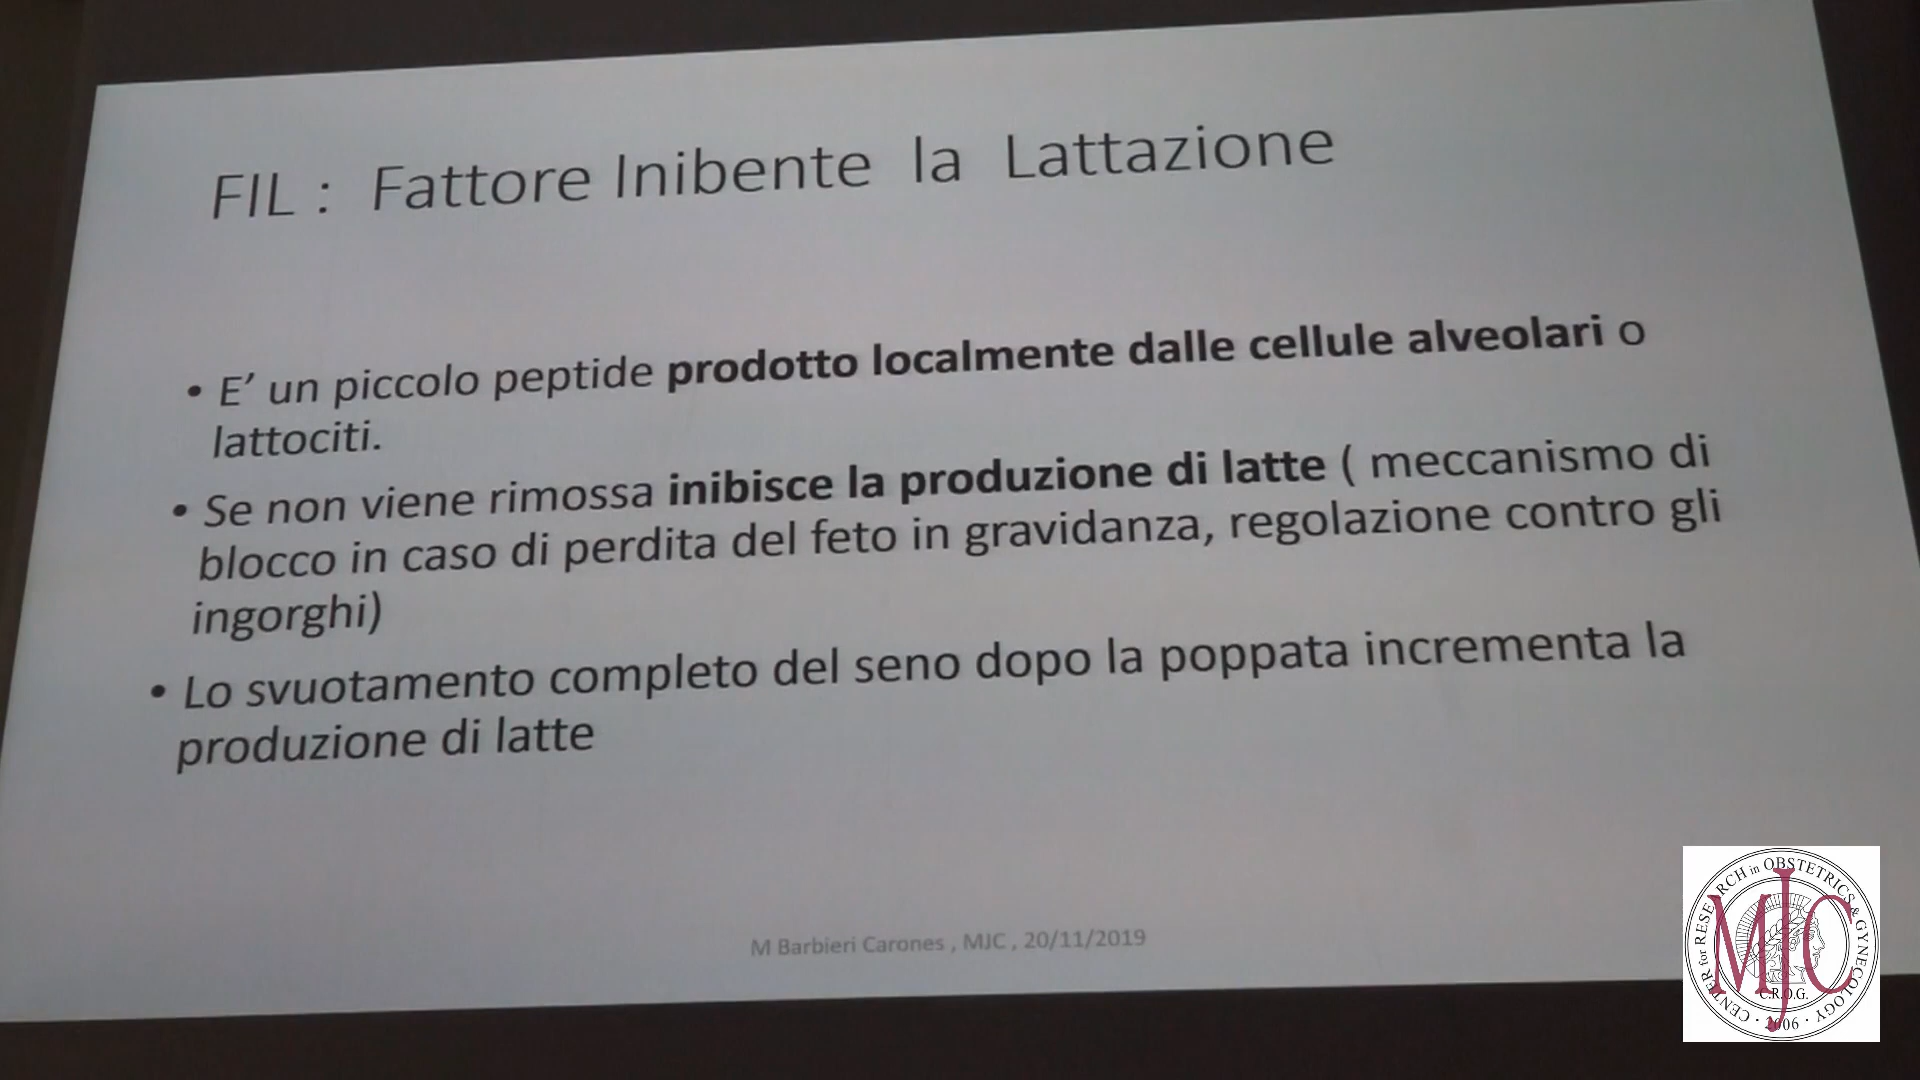 FIL : Fattore Inibente la Lattazione
• E' un piccolo peptide prodotto localmente dalle cellule alveolari o
lattociti.
• Se non viene rimossa inibisce la produzione di latte ( meccanismo di
blocco in caso di perdita del feto in gravidanza, regolazione contro gli
ingorghi)
• Lo svuotamento completo del seno dopo la poppata incrementa la
produzione di latte
M Barbieri Carones , MJC , 20/11/2019
CENTER for RESEARCH in OBSTETRICS & GYNECOLOGY
MJC
C.R.O.G.
· 2006 ·